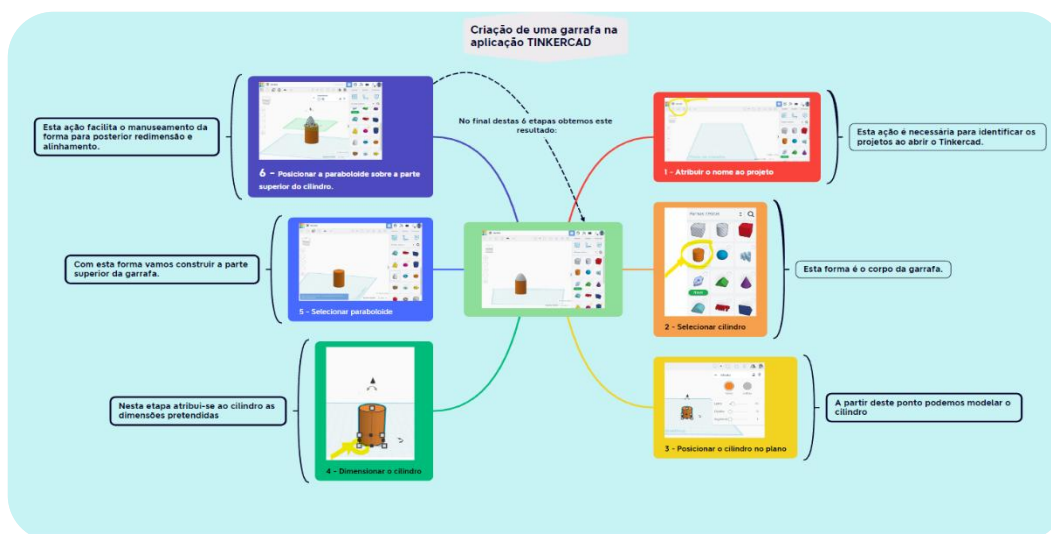 Criação de uma garrafa na
aplicação TINKERCAD
No final destas 6 etapas obtemos este
resultado:
Esta ação é necessária para identificar os
projetos ao abrir o Tinkercad.
1 - Atribuir o nome ao projeto
Esta forma é o corpo da garrafa.
2 - Selecionar cilindro
A partir deste ponto podemos modelar o
cilindro
3 - Posicionar o cilindro no plano
Nesta etapa atribui-se ao cilindro as
dimensões pretendidas
4 - Dimensionar o cilindro
Com esta forma vamos construir a parte
superior da garrafa.
5 - Selecionar paraboloide
Esta ação facilita o manuseamento da
forma para posterior redimensão e
alinhamento.
6 - Posicionar a paraboloide sobre a parte
superior do cilindro.